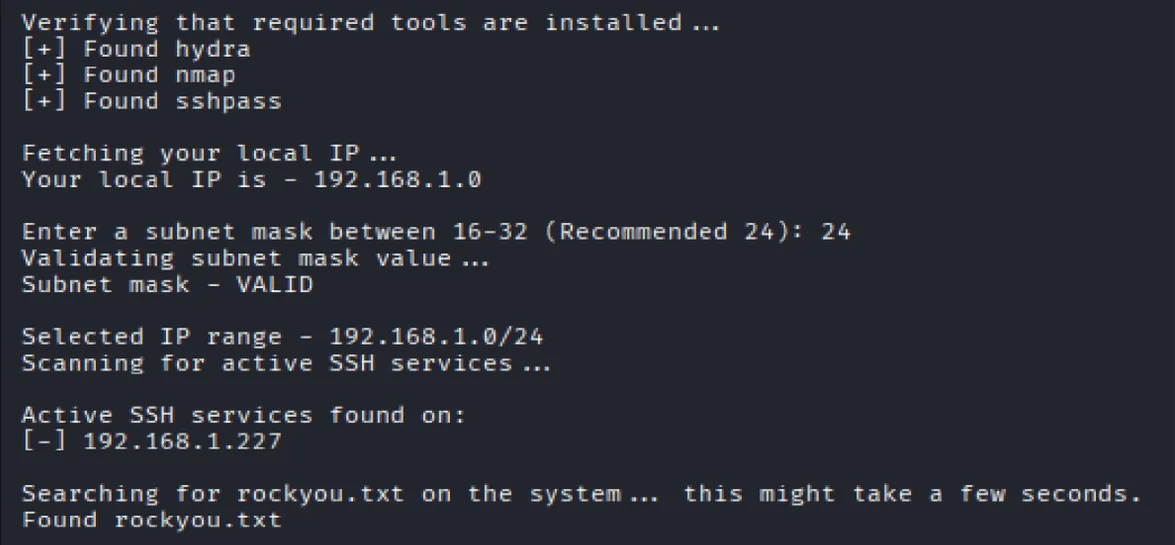 Verifying that required tools are installed...
[+] Found hydra
[+] Found nmap
[+] Found sshpass
Fetching your local IP...
Your local IP is - 192.168.1.0
Enter a subnet mask between 16-32 (Recommended 24): 24
Validating subnet mask value...
Subnet mask - VALID
Selected IP range - 192.168.1.0/24
Scanning for active SSH services...
Active SSH services found on:
[-] 192.168.1.227
Searching for rockyou.txt on the system... this might take a few seconds.
Found rockyou.txt